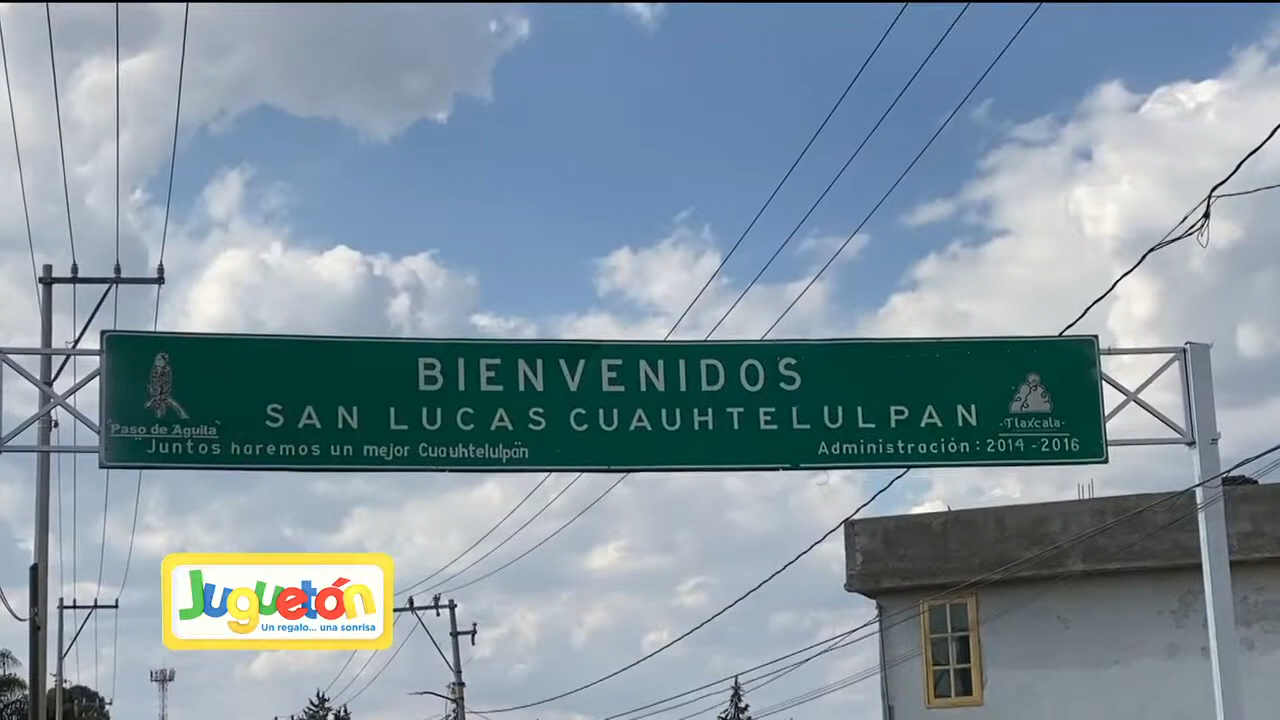 BIENVENIDOS
SAN LUCAS CUAUHTELULPAN
Paso de Aguila
-Tlaxcala-
"Juntos haremos un mejor Cuauhtelulpan"
Administración: 2014-2016
Juguetón
Un regalo... una sonrisa